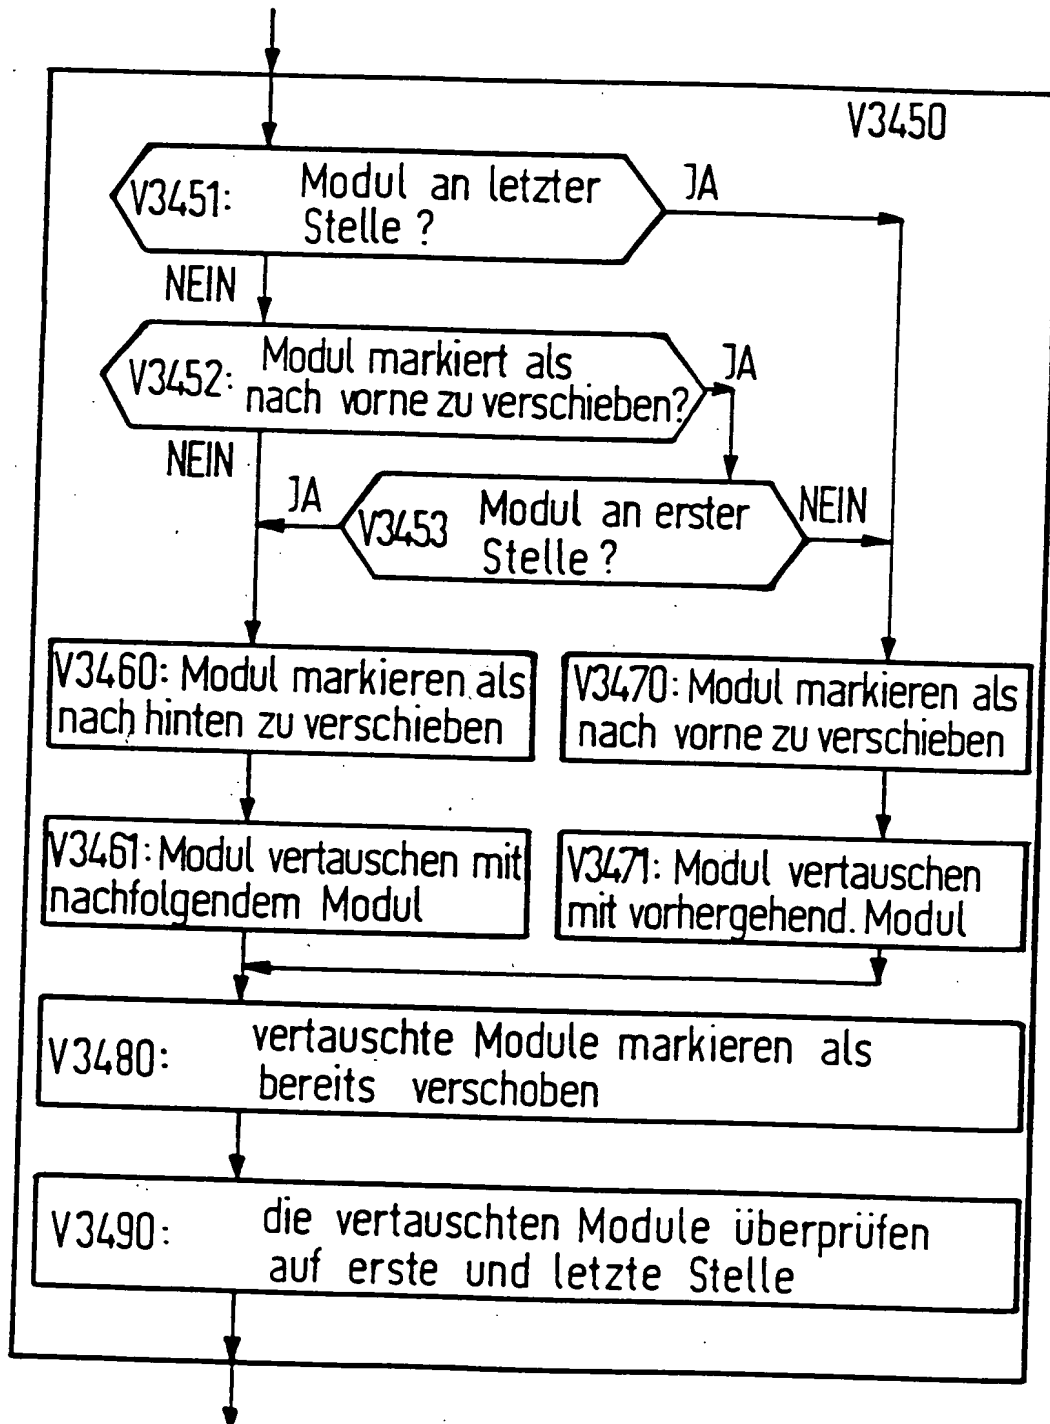 V3450
V3451: Modul an letzter
Stelle ?
JA
NEIN
V3452: Modul markiert als
nach vorne zu verschieben?
JA
NEIN
JA
V3453 Modul an erster
Stelle ?
NEIN
V3460: Modul markieren als
nach hinten zu verschieben
V3470: Modul markieren als
nach vorne zu verschieben
V3461: Modul vertauschen mit
nachfolgendem Modul
V3471: Modul vertauschen
mit vorhergehend. Modul
V3480: vertauschte Module markieren als
bereits verschoben
V3490: die vertauschten Module überprüfen
auf erste und letzte Stelle